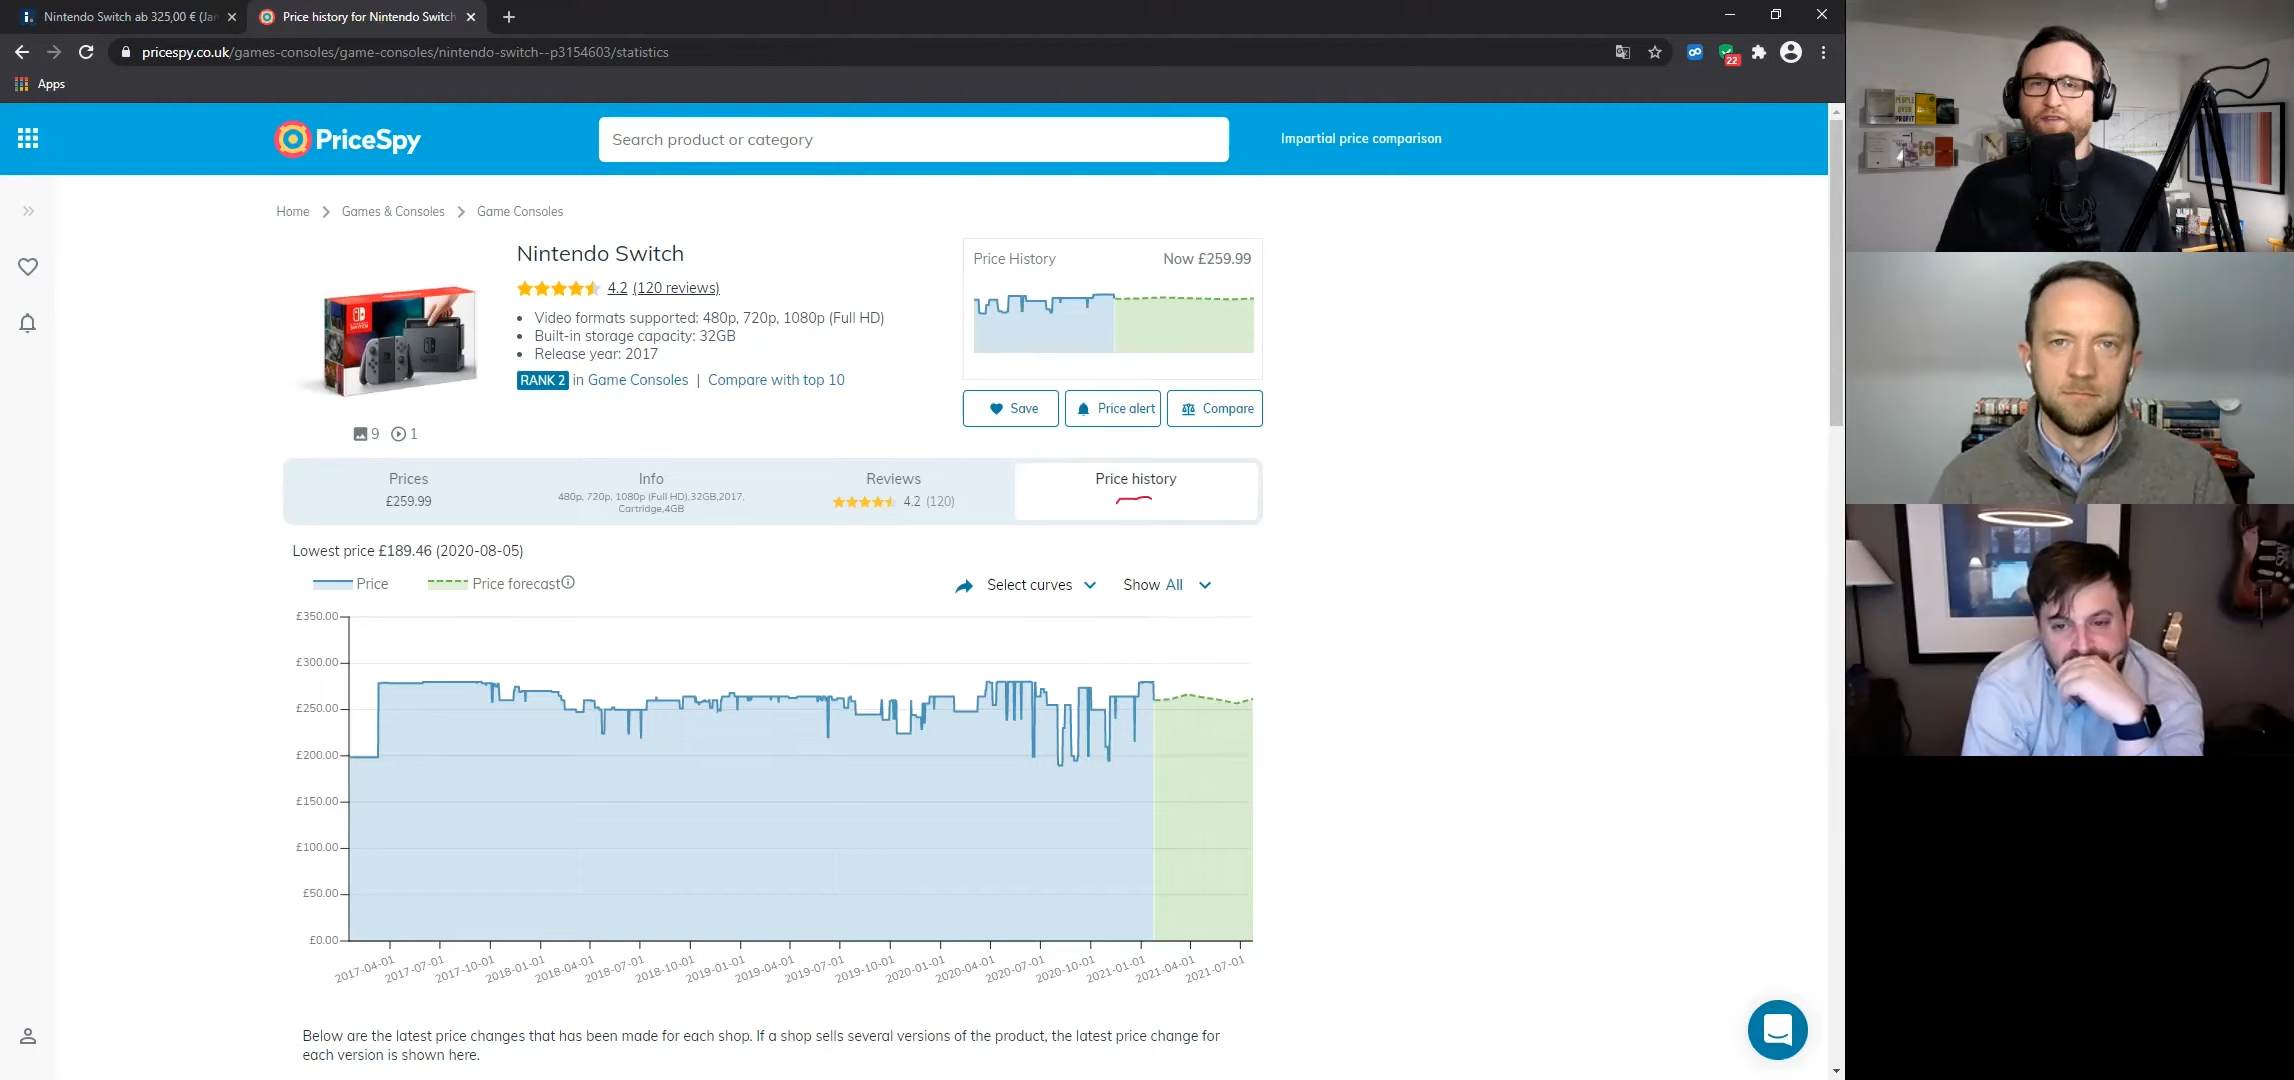 Nintendo Switch ab 325,00 € (Jan
Price history for Nintendo Switch
pricespy.co.uk/games-consoles/game-consoles/nintendo-switch--p3154603/statistics
22
Apps
PriceSpy
Search product or category
Impartial price comparison
Home
Games & Consoles
Game Consoles
Nintendo Switch
4.2 (120 reviews)
Video formats supported: 480p, 720p, 1080p (Full HD)
Built-in storage capacity: 32GB
Release year: 2017
RANK 2 in Game Consoles | Compare with top 10
9
1
Price History
Now £259.99
Save
Price alert
Compare
Prices
£259.99
Info
480p, 720p, 1080p (Full HD),32GB,2017,
Cartridge,4GB
Reviews
4.2 (120)
Price history
Lowest price £189.46 (2020-08-05)
Price
Price forecast
Select curves
Show All
£350.00
£300.00
£250.00
£200.00
£150.00
£100.00
£50.00
£0.00
2017-04-01
2017-07-01
2017-10-01
2018-01-01
2018-04-01
2018-07-01
2018-10-01
2019-01-01
2019-04-01
2019-07-01
2019-10-01
2020-01-01
2020-04-01
2020-07-01
2020-10-01
2021-01-01
2021-04-01
2021-07-01
Below are the latest price changes that has been made for each shop. If a shop sells several versions of the product, the latest price change for
each version is shown here.
PEOPLE
OVER
PROFIT